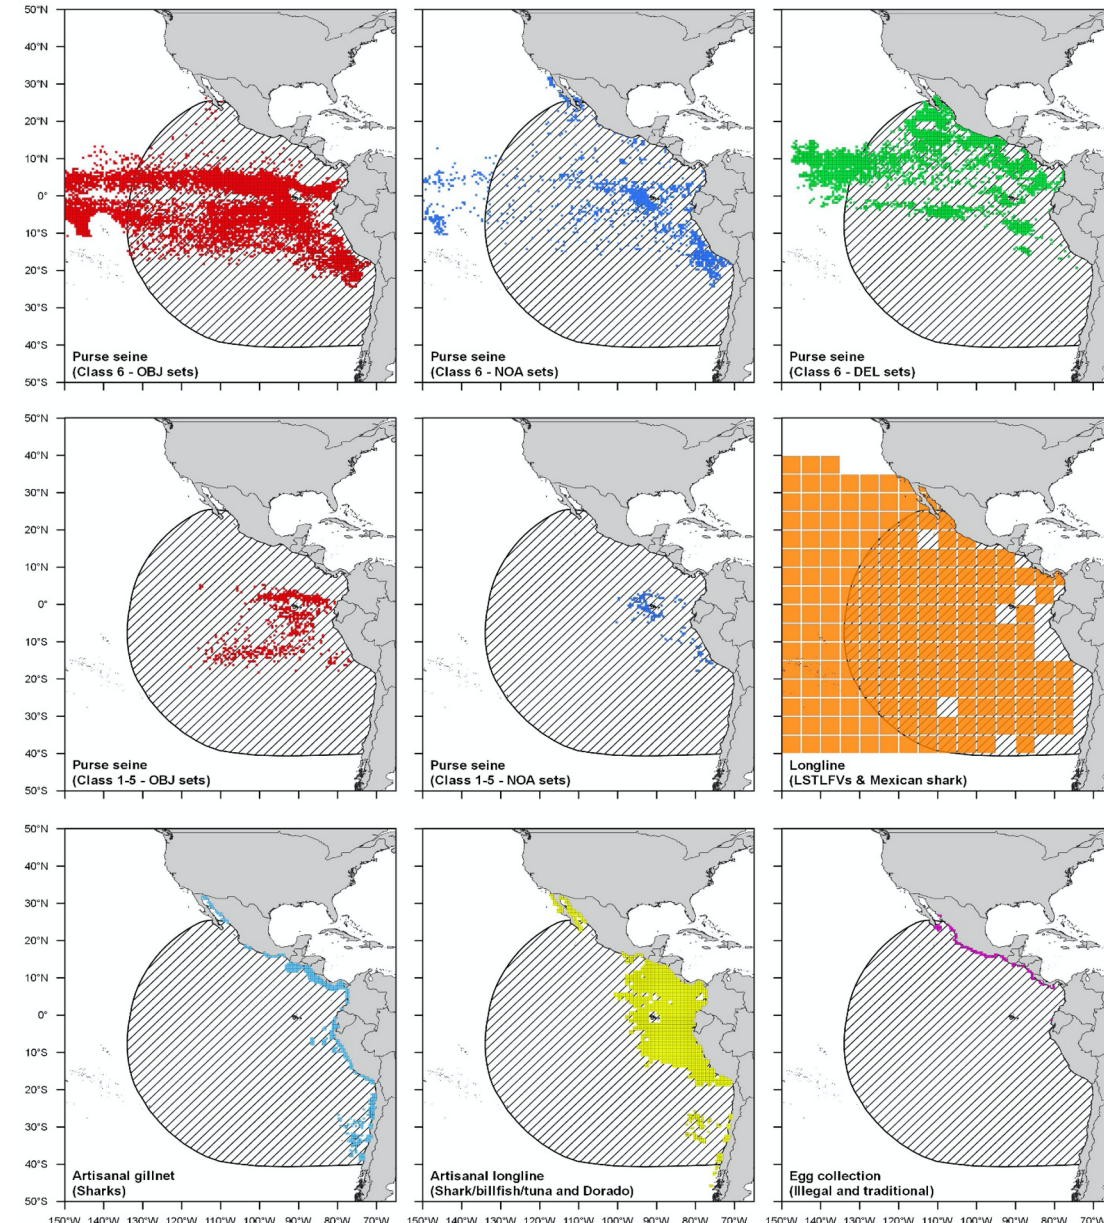 50°N
40°N
30°N
20°N
10°N
0°
10°S
20°S
30°S
40°S
50°S
Purse seine
(Class 6 - OBJ sets)
Purse seine
(Class 6 - NOA sets)
Purse seine
(Class 6 - DEL sets)
50°N
40°N
30°N
20°N
10°N
0°
10°S
20°S
30°S
40°S
50°S
Purse seine
(Class 1-5 - OBJ sets)
Purse seine
(Class 1-5 - NOA sets)
Longline
(LSTLFVs & Mexican shark)
50°N
40°N
30°N
20°N
10°N
0°
10°S
20°S
30°S
40°S
50°S
Artisanal gillnet
(Sharks)
Artisanal longline
(Shark/billfish/tuna and Dorado)
Egg collection
(Illegal and traditional)
150°W 140°W 130°W 120°W 110°W 100°W 90°W 80°W 70°W
150°W 140°W 130°W 120°W 110°W 100°W 90°W 80°W 70°W
150°W 140°W 130°W 120°W 110°W 100°W 90°W 80°W 70°W